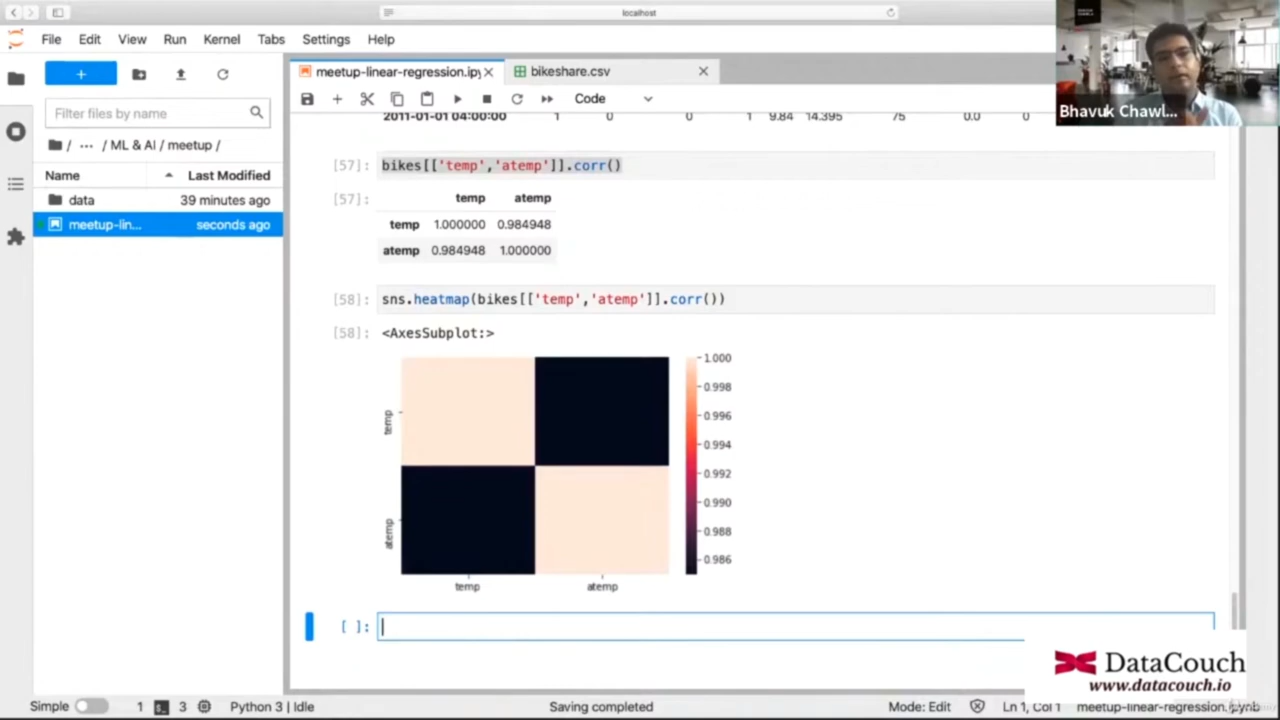 localhost
File Edit View Run Kernel Tabs Settings Help
Bhavuk Chawl...
meetup-linear-regression.ipy
bikeshare.csv
+
Code
Filter files by name
/ ... / ML & AI / meetup /
Name Last Modified
data 39 minutes ago
meetup-lin... seconds ago
2011-01-01 04:00:00 1 0 0 1 9.84 14.395 75 0.0 0
[57]: bikes[['temp','atemp']].corr()
[57]: temp atemp
temp 1.000000 0.984948
atemp 0.984948 1.000000
[58]: sns.heatmap(bikes[['temp','atemp']].corr())
[58]: <AxesSubplot:>
1.000
0.998
0.996
0.994
0.992
0.990
0.988
0.986
temp
atemp
temp atemp
[ ]:
DataCouch
www.datacouch.io
Simple 1 3 Python 3 | Idle Saving completed Mode: Edit Ln 1, Col 1 meetup-linear-regression.ipynb